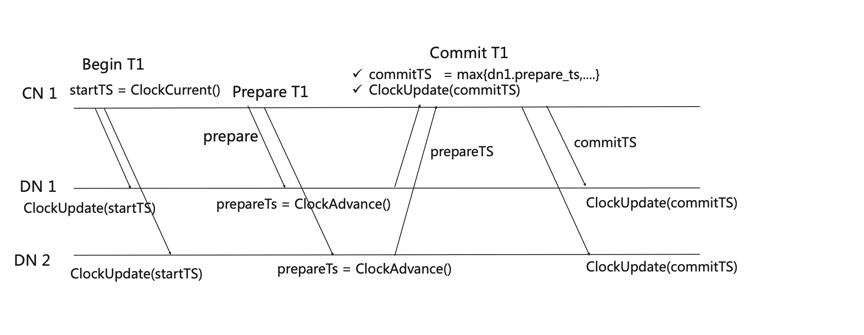 Begin T1
Commit T1
✓ commitTS = max{dn1.prepare_ts,....}
CN 1 startTS = ClockCurrent() Prepare T1 ✓ ClockUpdate(commitTS)
prepare
commitTS
prepareTS
DN 1
ClockUpdate(startTS) prepareTs = ClockAdvance() ClockUpdate(commitTS)
DN 2
ClockUpdate(startTS) prepareTs = ClockAdvance() ClockUpdate(commitTS)